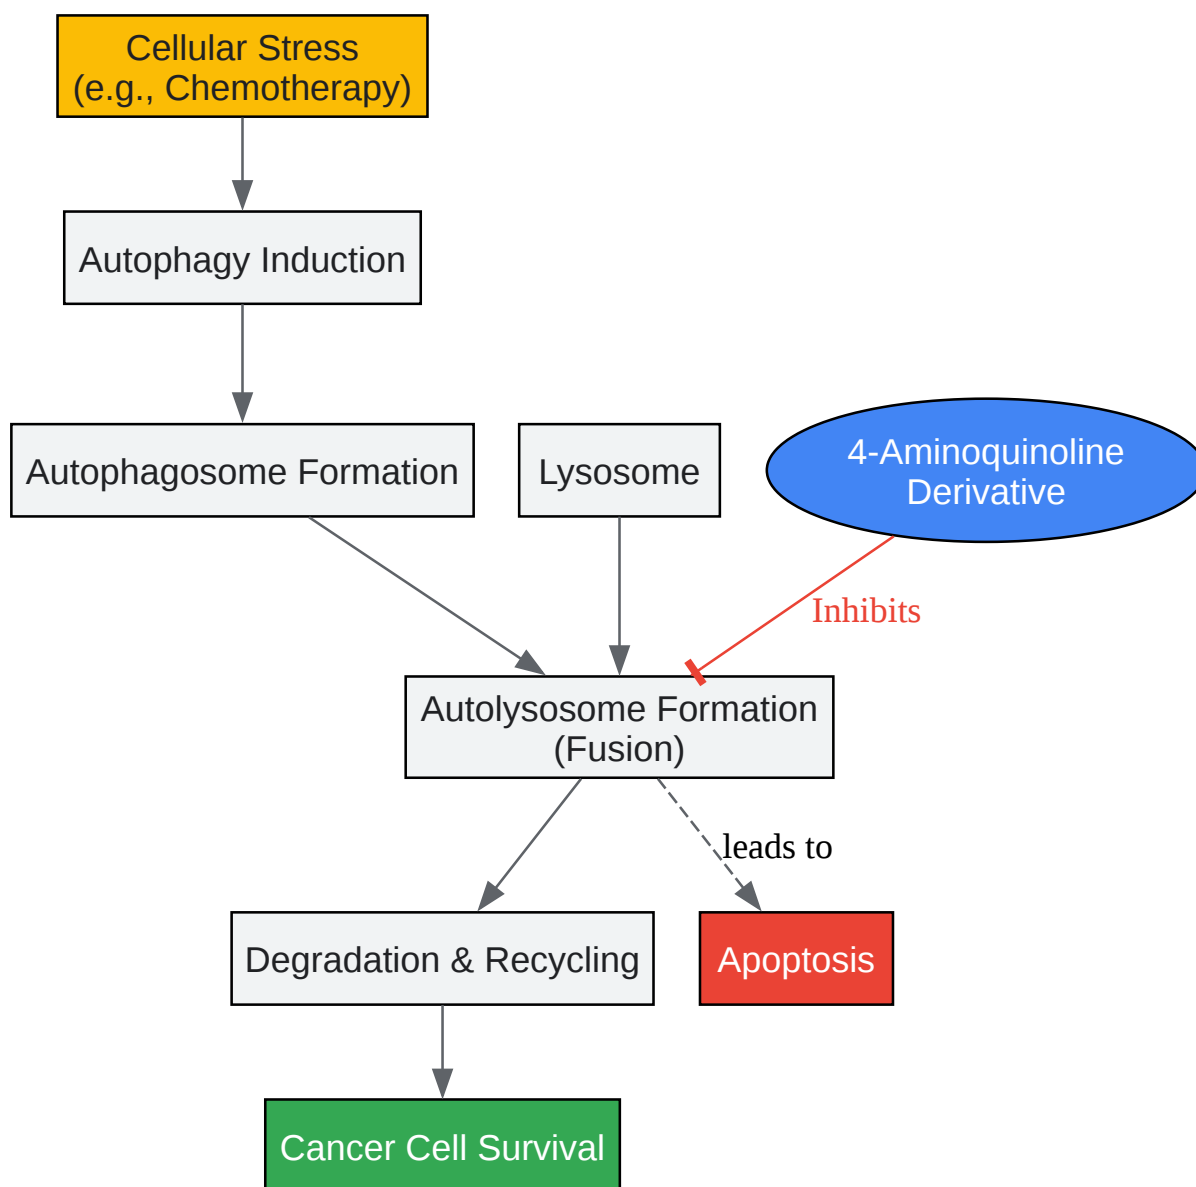 Cellular Stress
(e.g., Chemotherapy)
Autophagy Induction
Autophagosome Formation
Lysosome
4-Aminoquinoline
Derivative
Inhibits
Autolysosome Formation
(Fusion)
leads to
Degradation & Recycling
Apoptosis
Cancer Cell Survival